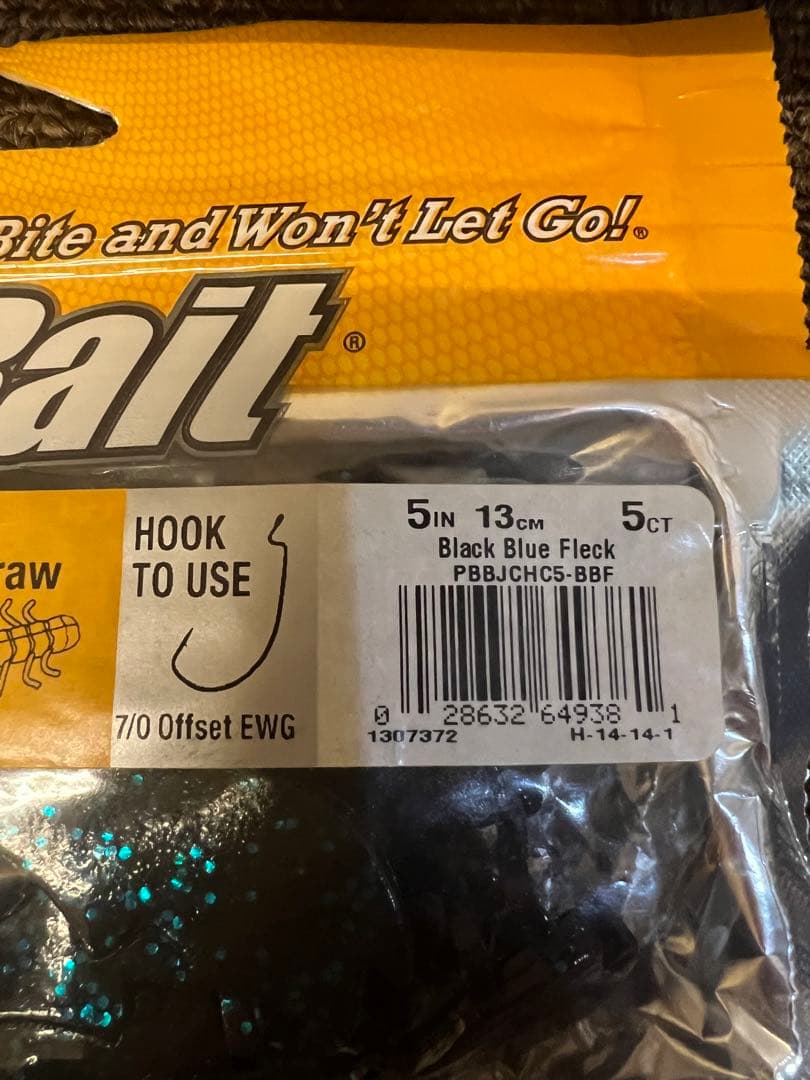 Bite and Won't Let Go!®
Bait®
raw
HOOK
TO USE
7/0 Offset EWG
5IN 13CM 5CT
Black Blue Fleck
PBBJCHC5-BBF
0 28632 64938 1
1307372 H-14-14-1